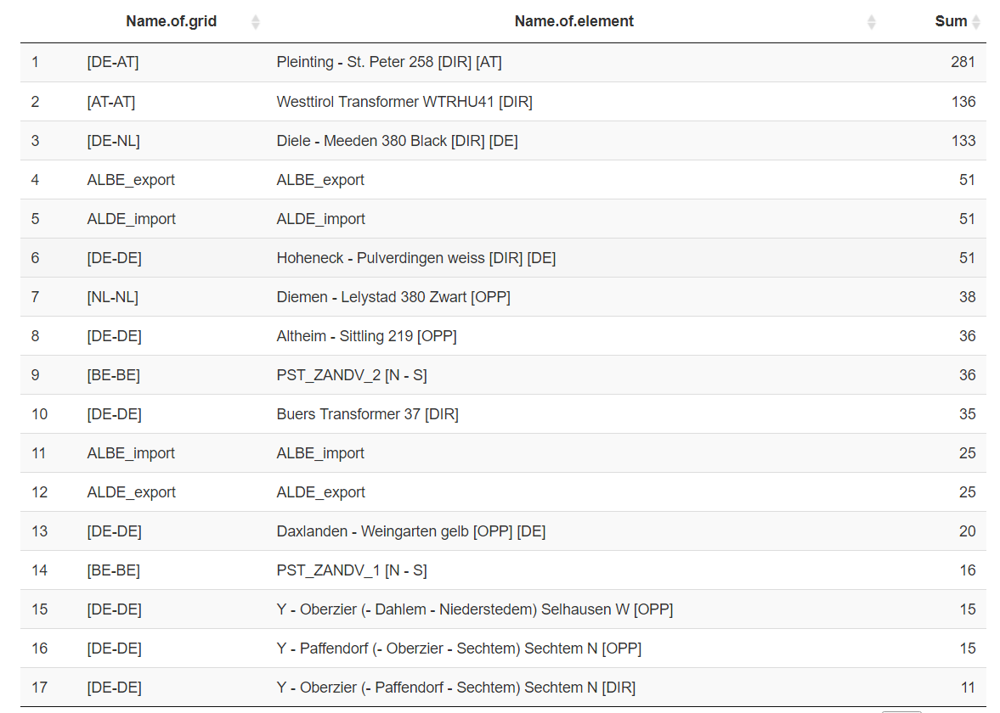 Name.of.grid Name.of.element Sum
1 [DE-AT] Pleinting - St. Peter 258 [DIR] [AT] 281
2 [AT-AT] Westtirol Transformer WTRHU41 [DIR] 136
3 [DE-NL] Diele - Meeden 380 Black [DIR] [DE] 133
4 ALBE_export ALBE_export 51
5 ALDE_import ALDE_import 51
6 [DE-DE] Hoheneck - Pulverdingen weiss [DIR] [DE] 51
7 [NL-NL] Diemen - Lelystad 380 Zwart [OPP] 38
8 [DE-DE] Altheim - Sittling 219 [OPP] 36
9 [BE-BE] PST_ZANDV_2 [N - S] 36
10 [DE-DE] Buers Transformer 37 [DIR] 35
11 ALBE_import ALBE_import 25
12 ALDE_export ALDE_export 25
13 [DE-DE] Daxlanden - Weingarten gelb [OPP] [DE] 20
14 [BE-BE] PST_ZANDV_1 [N - S] 16
15 [DE-DE] Y - Oberzier (- Dahlem - Niederstedem) Selhausen W [OPP] 15
16 [DE-DE] Y - Paffendorf (- Oberzier - Sechtem) Sechtem N [OPP] 15
17 [DE-DE] Y - Oberzier (- Paffendorf - Sechtem) Sechtem N [DIR] 11